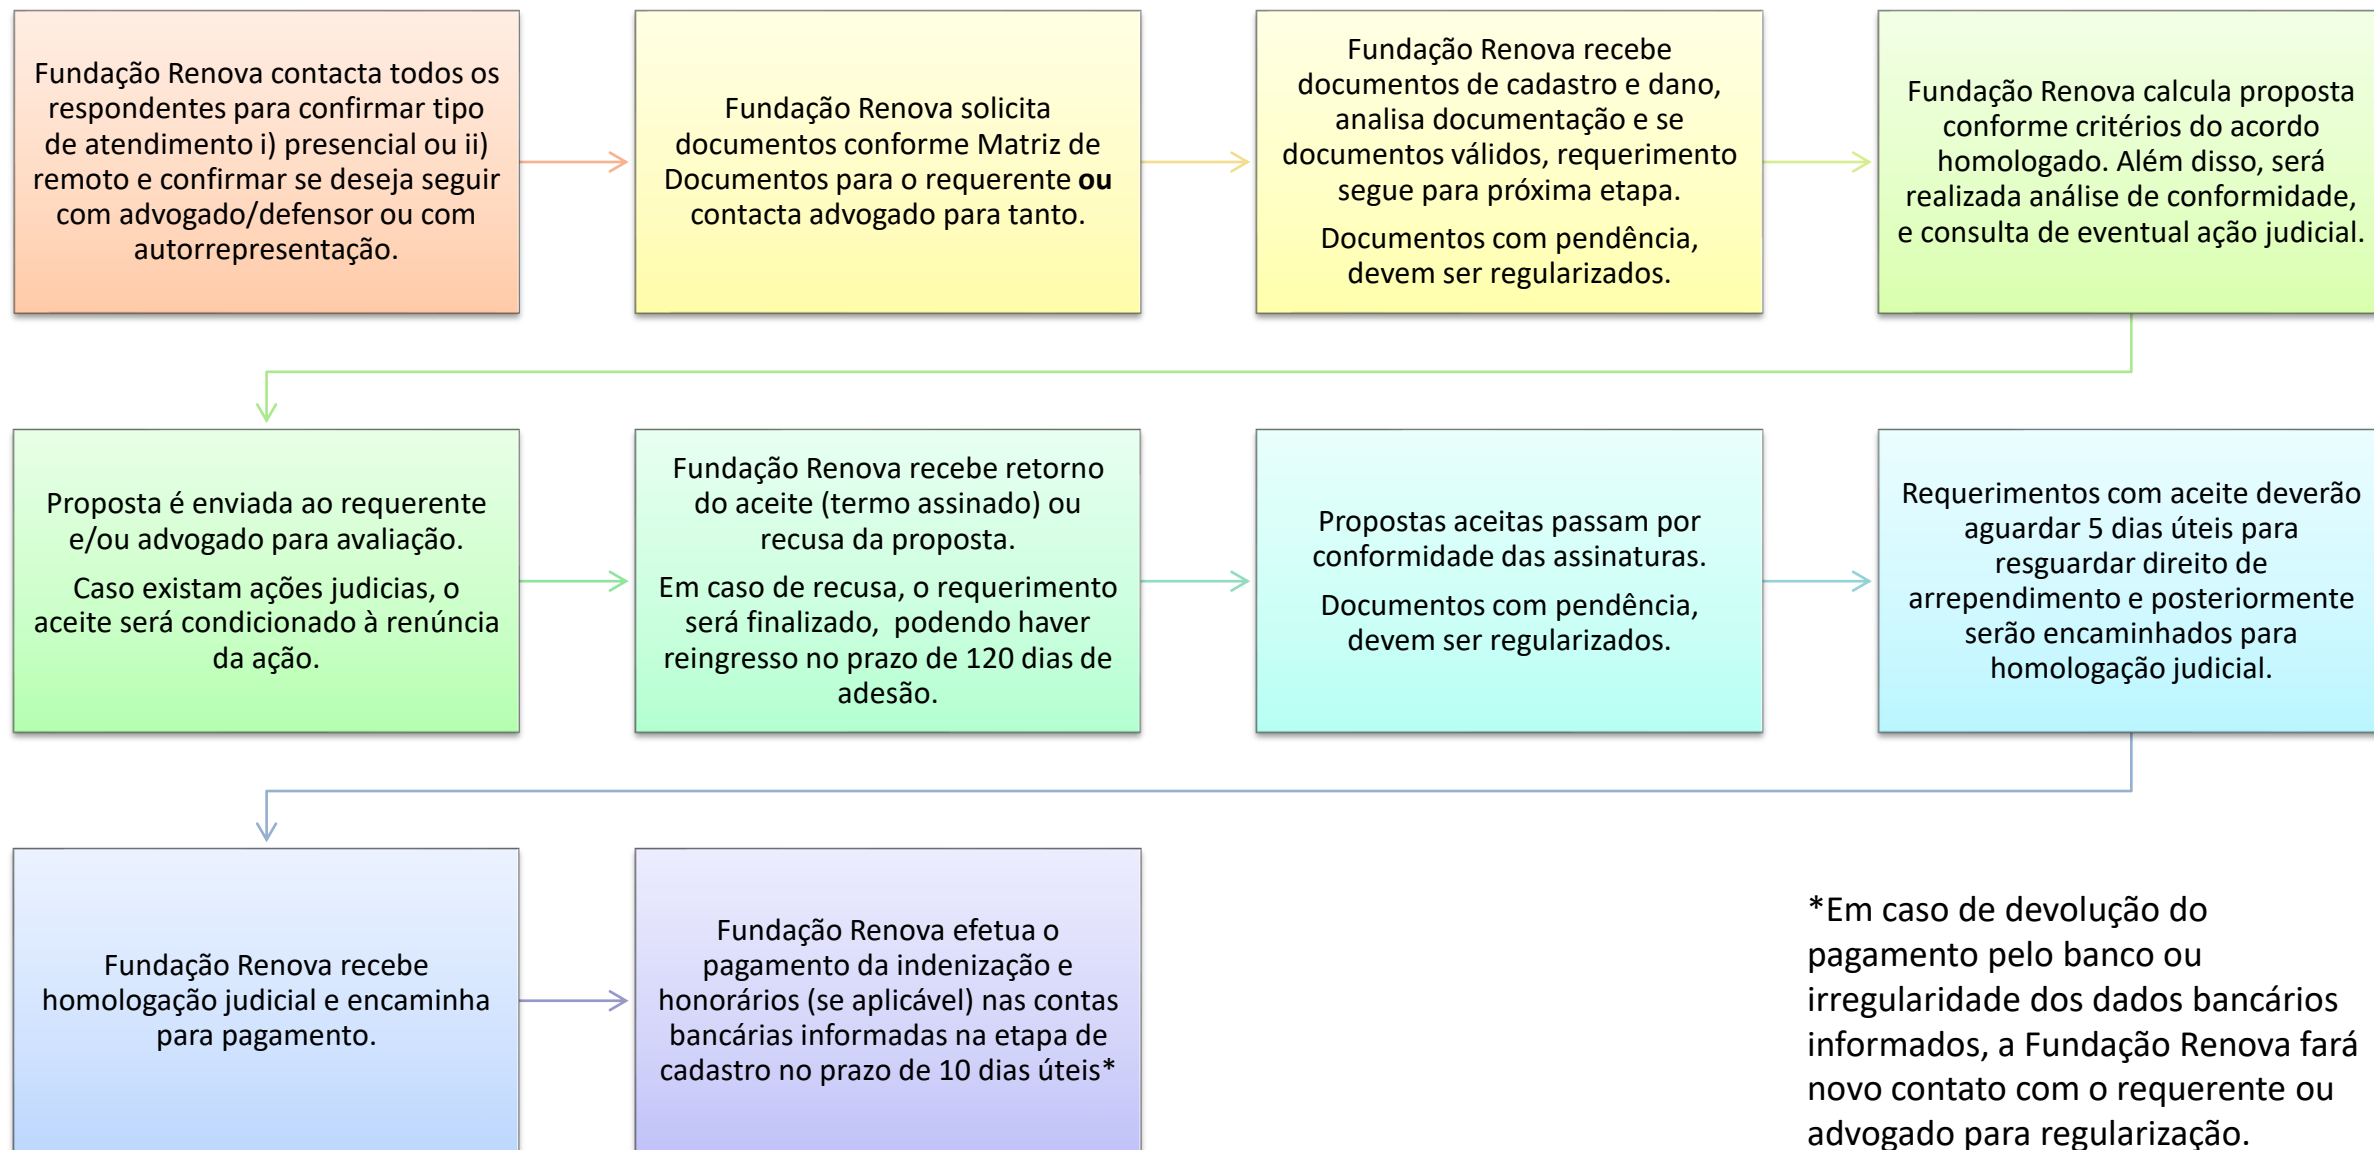 Fundação Renova contacta todos os
respondentes para confirmar tipo
de atendimento i) presencial ou ii)
remoto e confirmar se deseja seguir
com advogado/defensor ou com
autorrepresentação.
Fundação Renova solicita
documentos conforme Matriz de
Documentos para o requerente ou
contacta advogado para tanto.
Fundação Renova recebe
documentos de cadastro e dano,
analisa documentação e se
documentos válidos, requerimento
segue para próxima etapa.
Documentos com pendência,
devem ser regularizados.
Fundação Renova calcula proposta
conforme critérios do acordo
homologado. Além disso, será
realizada análise de conformidade,
e consulta de eventual ação judicial.
Proposta é enviada ao requerente
e/ou advogado para avaliação.
Caso existam ações judicias, o
aceite será condicionado à renúncia
da ação.
Fundação Renova recebe retorno
do aceite (termo assinado) ou
recusa da proposta.
Em caso de recusa, o requerimento
será finalizado, podendo haver
reingresso no prazo de 120 dias de
adesão.
Propostas aceitas passam por
conformidade das assinaturas.
Documentos com pendência,
devem ser regularizados.
Requerimentos com aceite deverão
aguardar 5 dias úteis para
resguardar direito de
arrependimento e posteriormente
serão encaminhados para
homologação judicial.
Fundação Renova recebe
homologação judicial e encaminha
para pagamento.
Fundação Renova efetua o
pagamento da indenização e
honorários (se aplicável) nas contas
bancárias informadas na etapa de
cadastro no prazo de 10 dias úteis*
*Em caso de devolução do
pagamento pelo banco ou
irregularidade dos dados bancários
informados, a Fundação Renova fará
novo contato com o requerente ou
advogado para regularização.